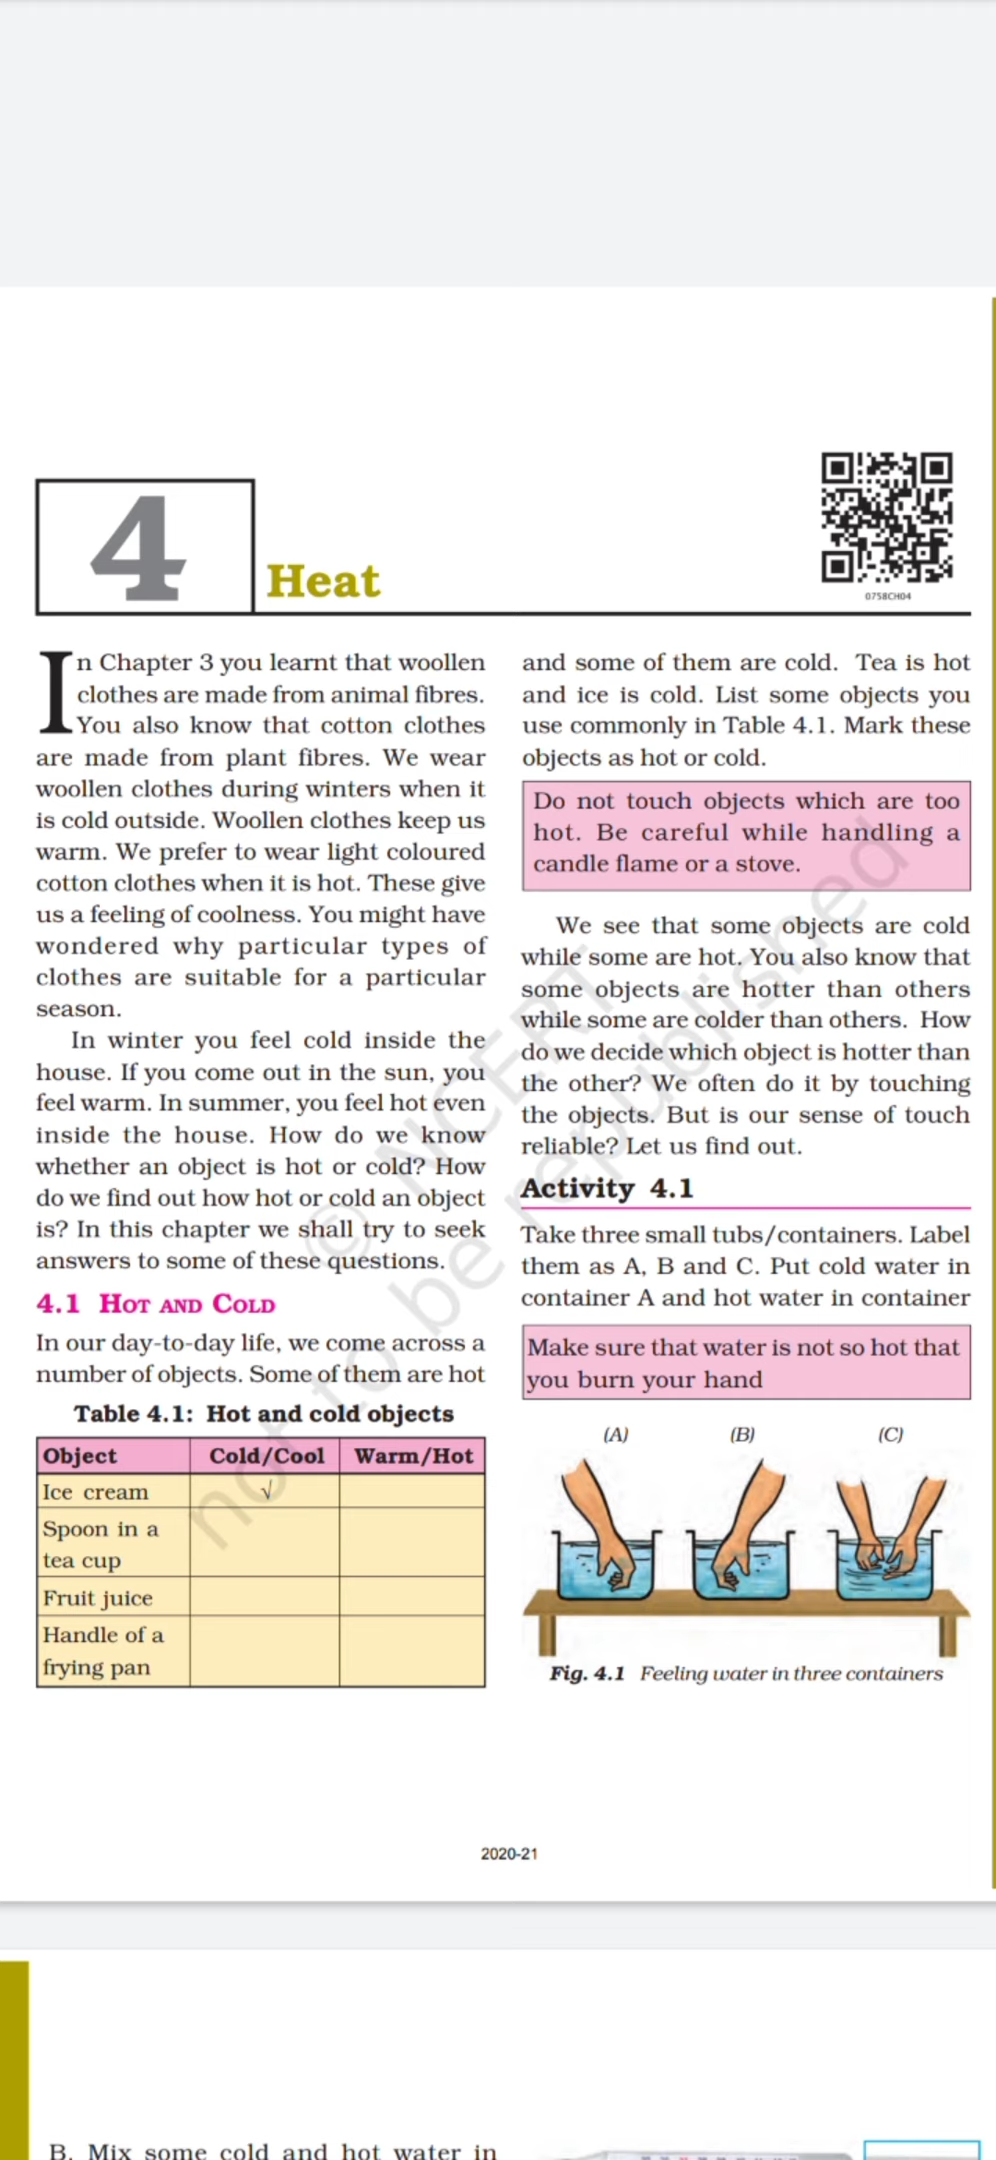 4
Heat
0758CH04
In Chapter 3 you learnt that woollen
clothes are made from animal fibres.
You also know that cotton clothes
are made from plant fibres. We wear
woollen clothes during winters when it
is cold outside. Woollen clothes keep us
warm. We prefer to wear light coloured
cotton clothes when it is hot. These give
us a feeling of coolness. You might have
wondered why particular types of
clothes are suitable for a particular
season.
In winter you feel cold inside the
house. If you come out in the sun, you
feel warm. In summer, you feel hot even
inside the house. How do we know
whether an object is hot or cold? How
do we find out how hot or cold an object
is? In this chapter we shall try to seek
answers to some of these questions.
4.1 HOT AND COLD
In our day-to-day life, we come across a
number of objects. Some of them are hot
Table 4.1: Hot and cold objects
Object Cold/Cool Warm/Hot
Ice cream √
Spoon in a
tea cup
Fruit juice
Handle of a
frying pan
and some of them are cold. Tea is hot
and ice is cold. List some objects you
use commonly in Table 4.1. Mark these
objects as hot or cold.
Do not touch objects which are too
hot. Be careful while handling a
candle flame or a stove.
We see that some objects are cold
while some are hot. You also know that
some objects are hotter than others
while some are colder than others. How
do we decide which object is hotter than
the other? We often do it by touching
the objects. But is our sense of touch
reliable? Let us find out.
Activity 4.1
Take three small tubs/containers. Label
them as A, B and C. Put cold water in
container A and hot water in container
Make sure that water is not so hot that
you burn your hand
(A) (B) (C)
Fig. 4.1 Feeling water in three containers
© NCERT
not to be republished
2020-21
B. Mix some cold and hot water in